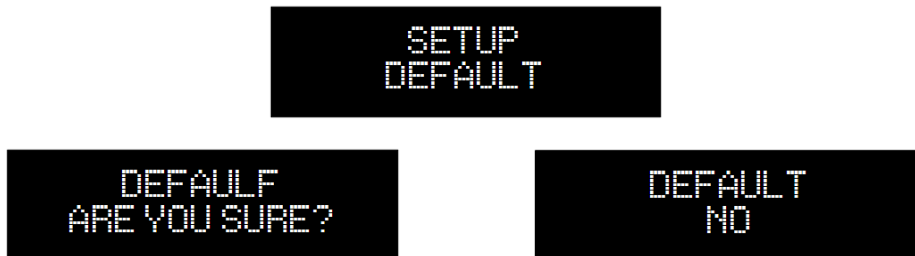 SETUP
DEFAULT
DEFAULF
ARE YOU SURE?
DEFAULT
NO